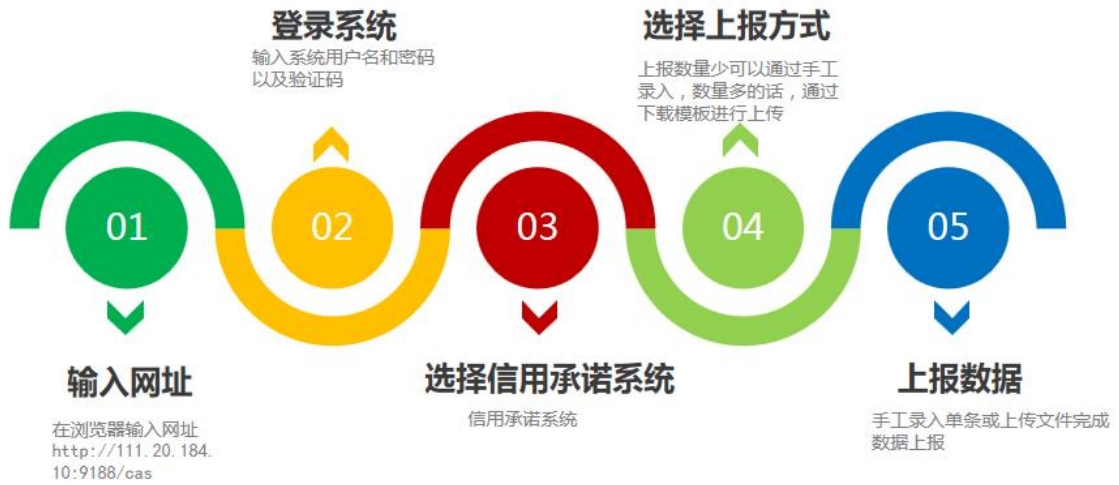 登录系统
输入系统用户名和密码
以及验证码
选择上报方式
上报数量少可以通过手工
录入，数量多的话，通过
下载模板进行上传
01
02
03
04
05
输入网址
在浏览器输入网址
http://111.20.184.
10:9188/cas
选择信用承诺系统
信用承诺系统
上报数据
手工录入单条或上传文件完成
数据上报